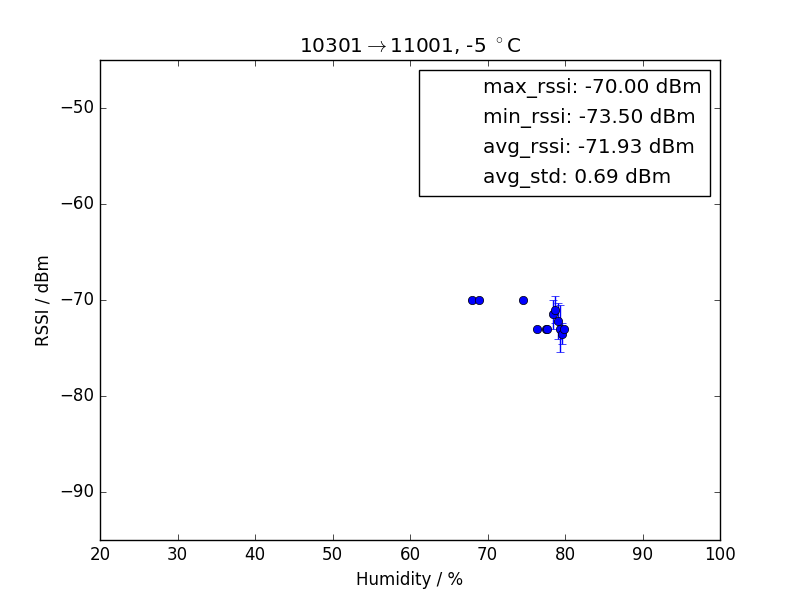 10301→11001, -5 °C
max_rssi: -70.00 dBm
min_rssi: -73.50 dBm
avg_rssi: -71.93 dBm
avg_std: 0.69 dBm
RSSI / dBm
−50
−60
−70
−80
−90
20 30 40 50 60 70 80 90 100
Humidity / %